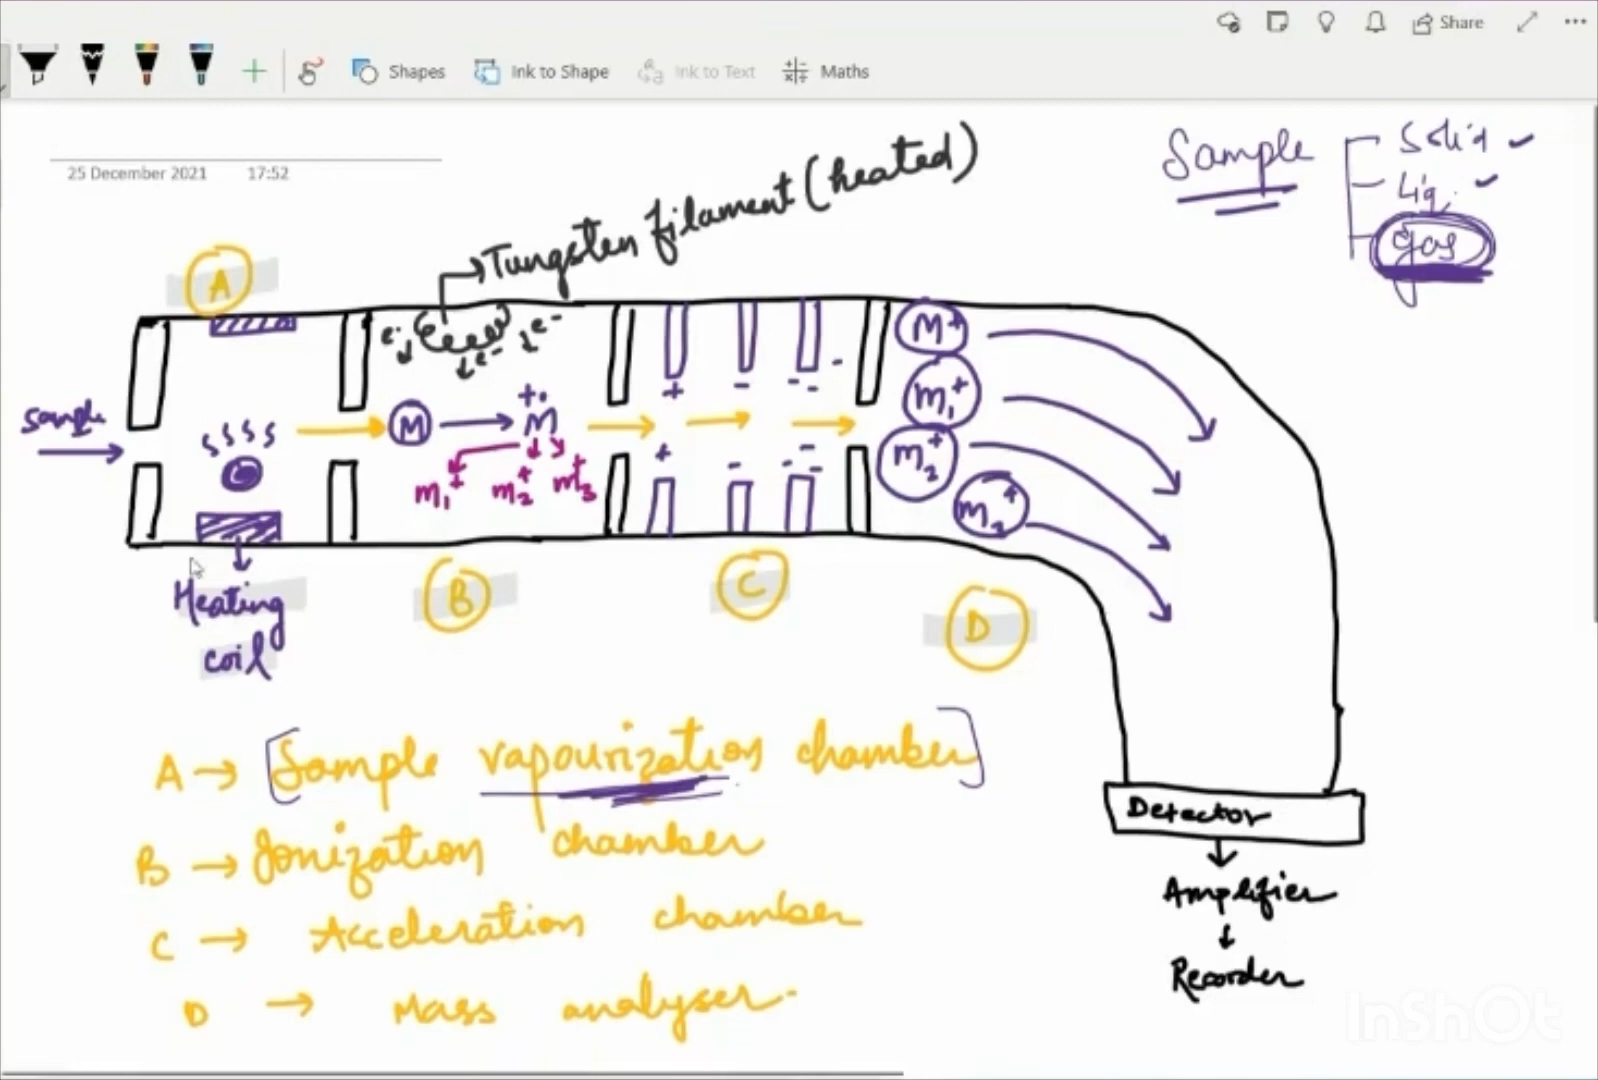 Share
Shapes
Ink to Shape
Ink to Text
Maths
25 December 2021 17:52
Sample
Solid
Liq.
gas
Tungsten filament (heated)
A
e-
e-
e-
Sample
M → M+.
m1+ m2+ m3+
+ - --
+ - --
M+
m1+
m2+
m3+
Heating
coil
B
C
D
A → [Sample vapourization chamber]
B → Ionization chamber
C → Acceleration chamber
D → Mass analyser.
Detector
↓
Amplifier
↓
Recorder
InShOt